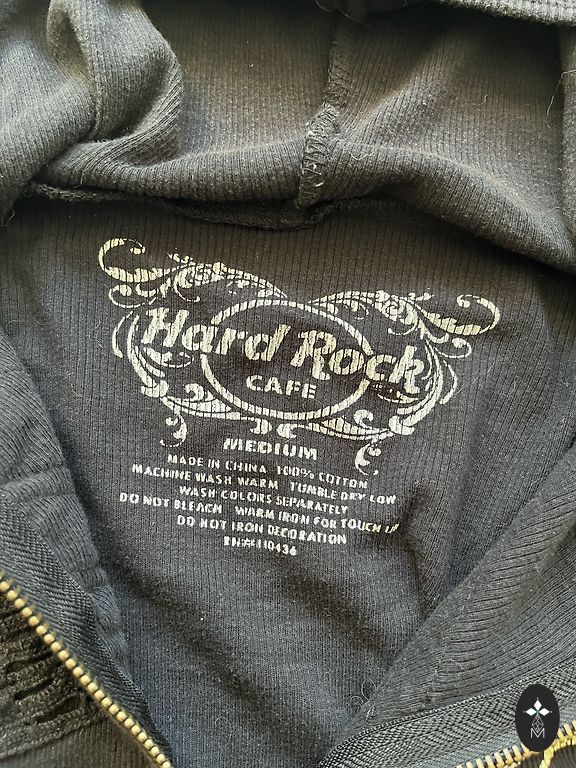 Hard Rock
CAFE
MEDIUM
MADE IN CHINA 100% COTTON
MACHINE WASH WARM TUMBLE DRY LOW
WASH COLORS SEPARATELY
DO NOT BLEACH WARM IRON FOR TOUCH UP
DO NOT IRON DECORATION
RN#110436
M